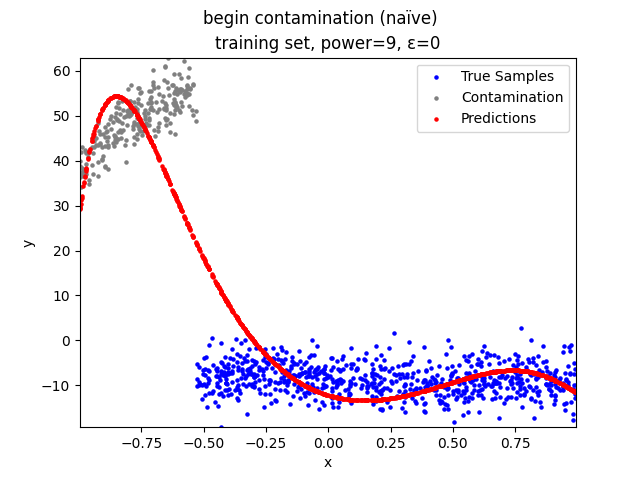 begin contamination (naïve)
training set, power=9, ε=0
True Samples
Contamination
Predictions
60
50
40
30
20
10
0
−10
y
−0.75
−0.50
−0.25
0.00
0.25
0.50
0.75
x